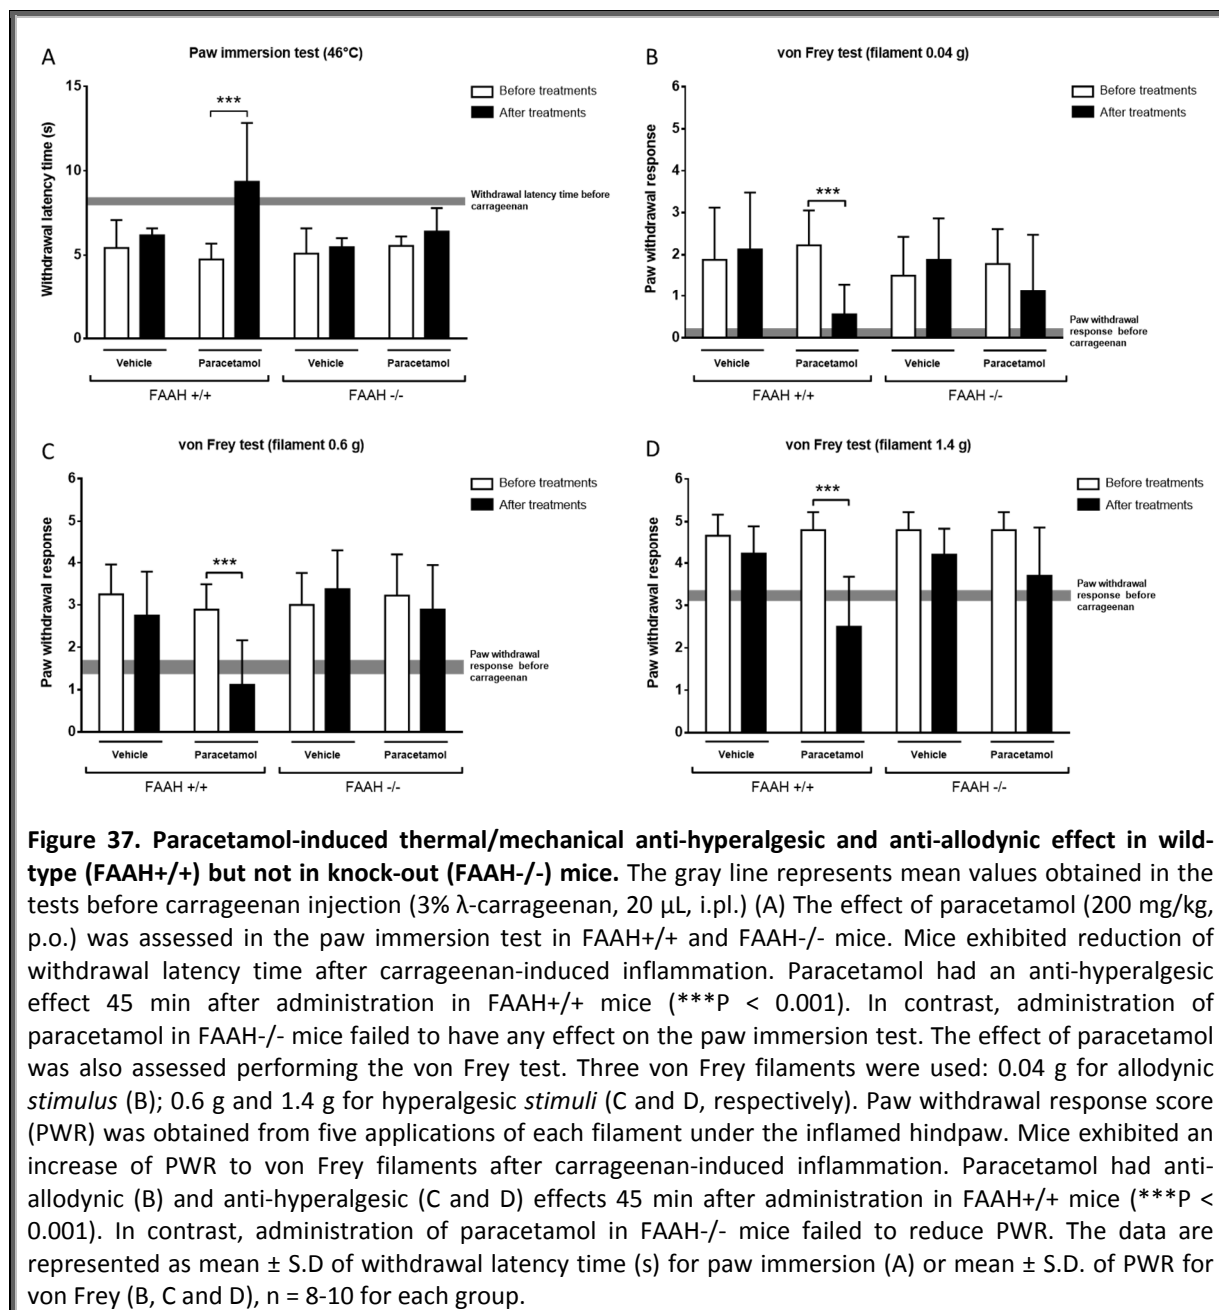 A
Paw immersion test (46°C)
Withdrawal latency time (s)
15
10
5
0
***
Before treatments
After treatments
Withdrawal latency time before
carrageenan
Vehicle
Paracetamol
Vehicle
Paracetamol
FAAH +/+
FAAH -/-
B
von Frey test (filament 0.04 g)
Paw withdrawal response
6
5
4
3
2
1
0
***
Before treatments
After treatments
Paw withdrawal
response before
carrageenan
Vehicle
Paracetamol
Vehicle
Paracetamol
FAAH +/+
FAAH -/-
C
von Frey test (filament 0.6 g)
Paw withdrawal response
6
5
4
3
2
1
0
***
Before treatments
After treatments
Paw withdrawal
response before
carrageenan
Vehicle
Paracetamol
Vehicle
Paracetamol
FAAH +/+
FAAH -/-
D
von Frey test (filament 1.4 g)
Paw withdrawal response
6
5
4
3
2
1
0
***
Before treatments
After treatments
Paw withdrawal
response before
carrageenan
Vehicle
Paracetamol
Vehicle
Paracetamol
FAAH +/+
FAAH -/-
Figure 37. Paracetamol-induced thermal/mechanical anti-hyperalgesic and anti-allodynic effect in wild-
type (FAAH+/+) but not in knock-out (FAAH-/-) mice. The gray line represents mean values obtained in the
tests before carrageenan injection (3% λ-carrageenan, 20 µL, i.pl.) (A) The effect of paracetamol (200 mg/kg,
p.o.) was assessed in the paw immersion test in FAAH+/+ and FAAH-/- mice. Mice exhibited reduction of
withdrawal latency time after carrageenan-induced inflammation. Paracetamol had an anti-hyperalgesic
effect 45 min after administration in FAAH+/+ mice (***P < 0.001). In contrast, administration of
paracetamol in FAAH-/- mice failed to have any effect on the paw immersion test. The effect of paracetamol
was also assessed performing the von Frey test. Three von Frey filaments were used: 0.04 g for allodynic
stimulus (B); 0.6 g and 1.4 g for hyperalgesic stimuli (C and D, respectively). Paw withdrawal response score
(PWR) was obtained from five applications of each filament under the inflamed hindpaw. Mice exhibited an
increase of PWR to von Frey filaments after carrageenan-induced inflammation. Paracetamol had anti-
allodynic (B) and anti-hyperalgesic (C and D) effects 45 min after administration in FAAH+/+ mice (***P <
0.001). In contrast, administration of paracetamol in FAAH-/- mice failed to reduce PWR. The data are
represented as mean ± S.D of withdrawal latency time (s) for paw immersion (A) or mean ± S.D. of PWR for
von Frey (B, C and D), n = 8-10 for each group.